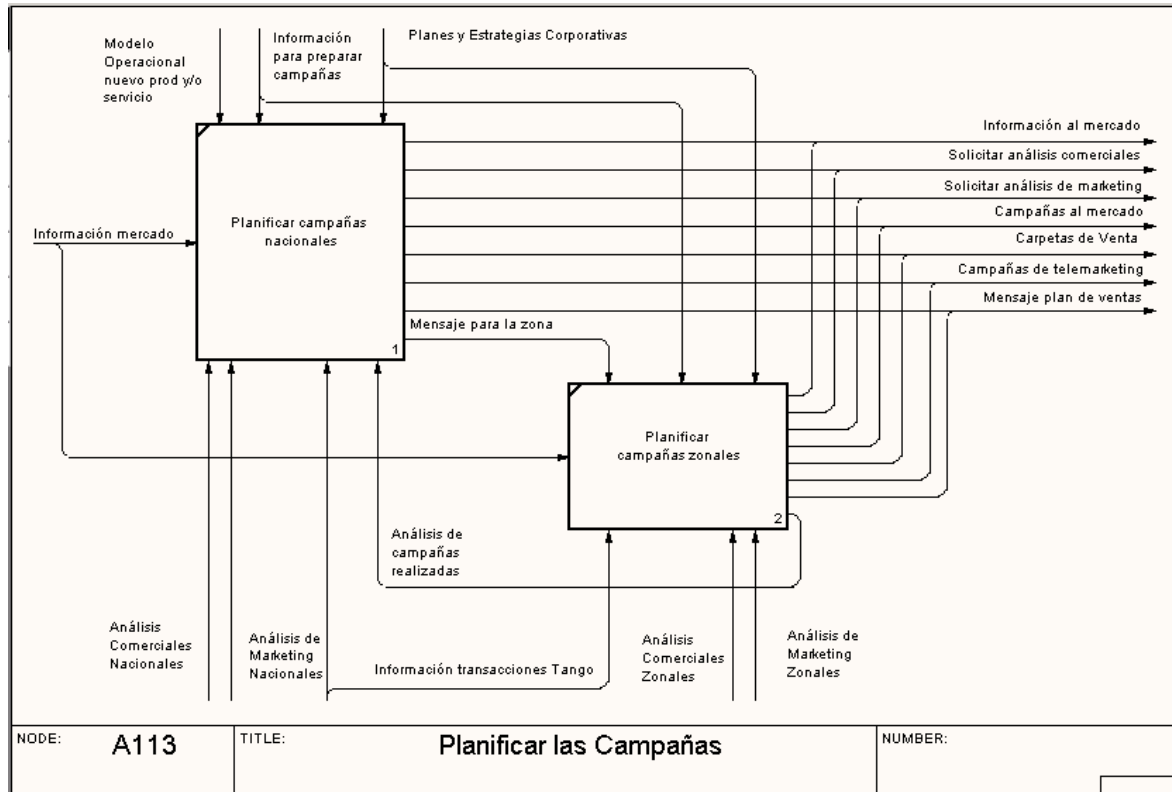 Modelo
Operacional
nuevo prod y/o
servicio
Información
para preparar
campañas
Planes y Estrategias Corporativas
Información al mercado
Solicitar análisis comerciales
Solicitar análisis de marketing
Campañas al mercado
Carpetas de Venta
Campañas de telemarketing
Mensaje plan de ventas
Información mercado
Planificar campañas
nacionales
1
Mensaje para la zona
Planificar
campañas zonales
2
Análisis de
campañas
realizadas
Análisis
Comerciales
Nacionales
Análisis de
Marketing
Nacionales
Información transacciones Tango
Análisis
Comerciales
Zonales
Análisis de
Marketing
Zonales
NODE: A113
TITLE: Planificar las Campañas
NUMBER: